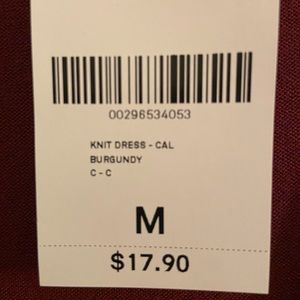 00296534053
KNIT DRESS - CAL
BURGUNDY
C - C
M
$17.90